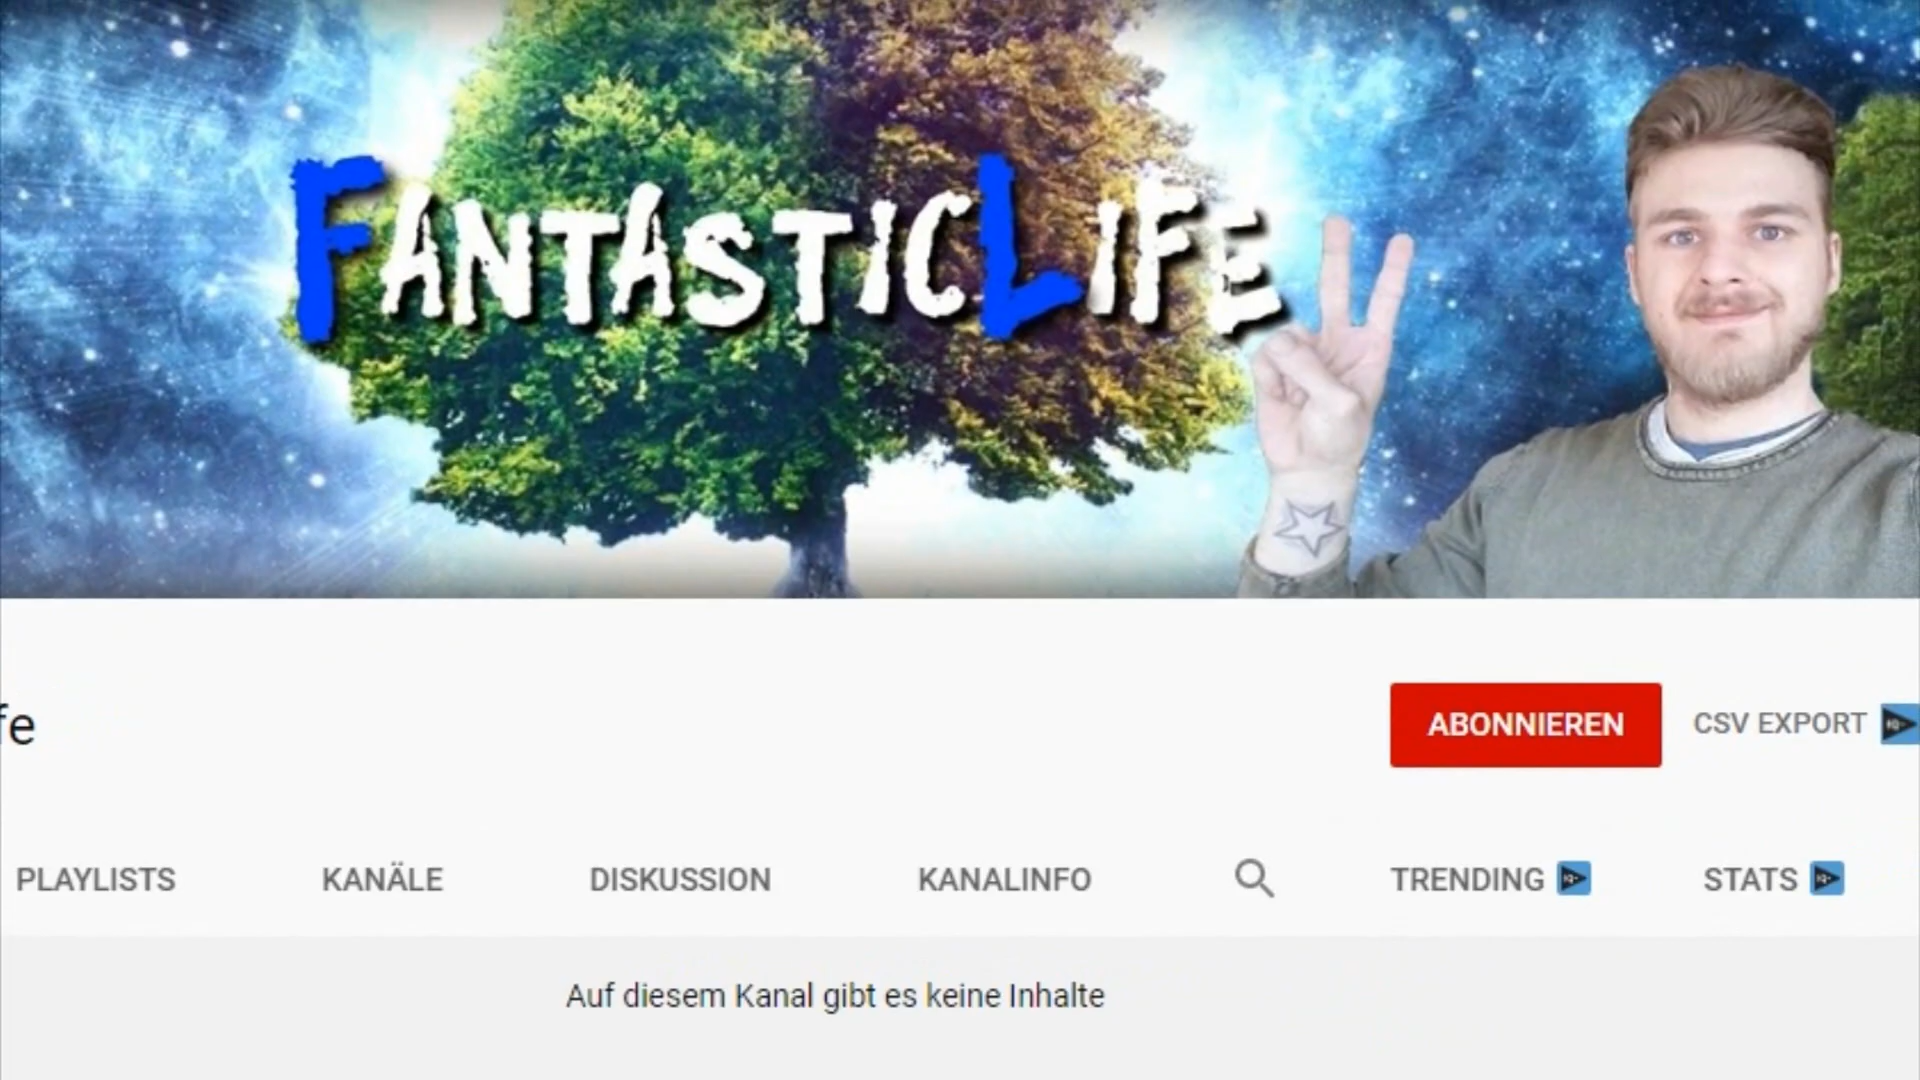 FANTASTICLIFE
fe
ABONNIEREN
CSV EXPORT
PLAYLISTS KANÄLE DISKUSSION KANALINFO TRENDING STATS
Auf diesem Kanal gibt es keine Inhalte